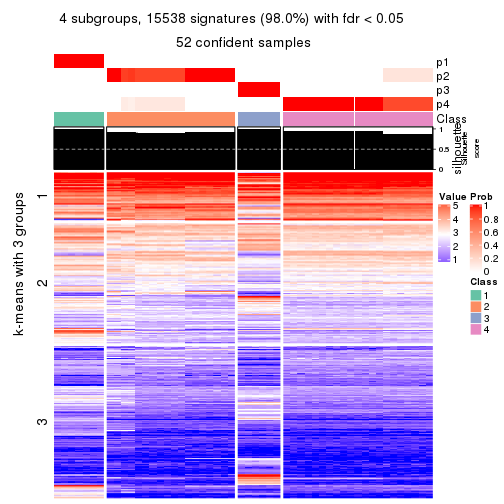 4 subgroups, 15538 signatures (98.0%) with fdr < 0.05
52 confident samples
p1
p2
p3
p4
Class
1
0.5
0
silhouette
Silhouette
score
k-means with 3 groups
1
2
3
Value Prob
5 1
4 0.8
3 0.6
2 0.4
1 0.2
0
Class
1
2
3
4